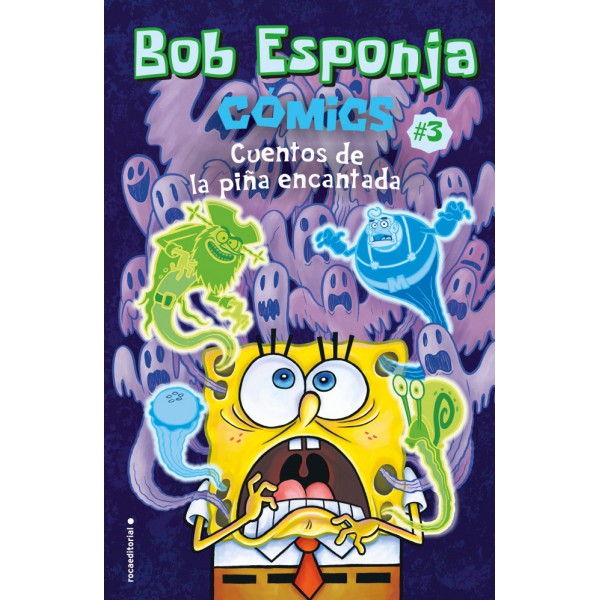 Bob Esponja
CÓMiCS
#3
Cuentos de
la piña encantada
M
rocaeditorial